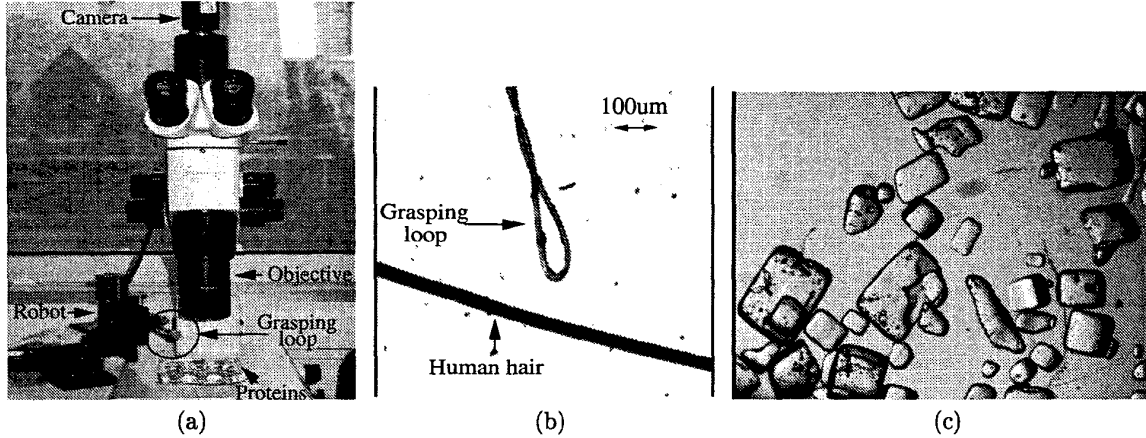 Camera
Objective
Robot
Grasping
loop
Proteins
(a)
100um
Grasping
loop
Human hair
(b)
(c)